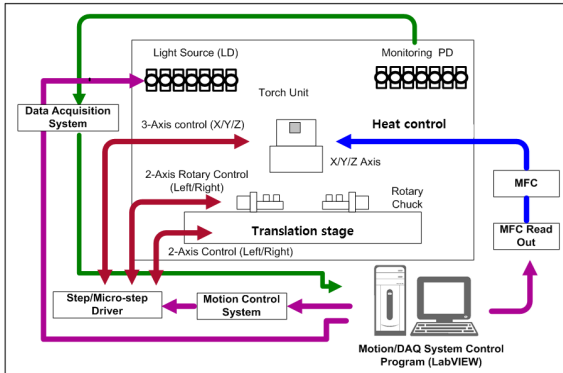 Light Source (LD)
Monitoring PD
Torch Unit
Data Acquisition
System
3-Axis control (X/Y/Z)
Heat control
X/Y/Z Axis
2-Axis Rotary Control
(Left/Right)
MFC
Rotary
Chuck
Translation stage
MFC Read
Out
2-Axis Control (Left/Right)
Step/Micro-step
Driver
Motion Control
System
Motion/DAQ System Control
Program (LabVIEW)